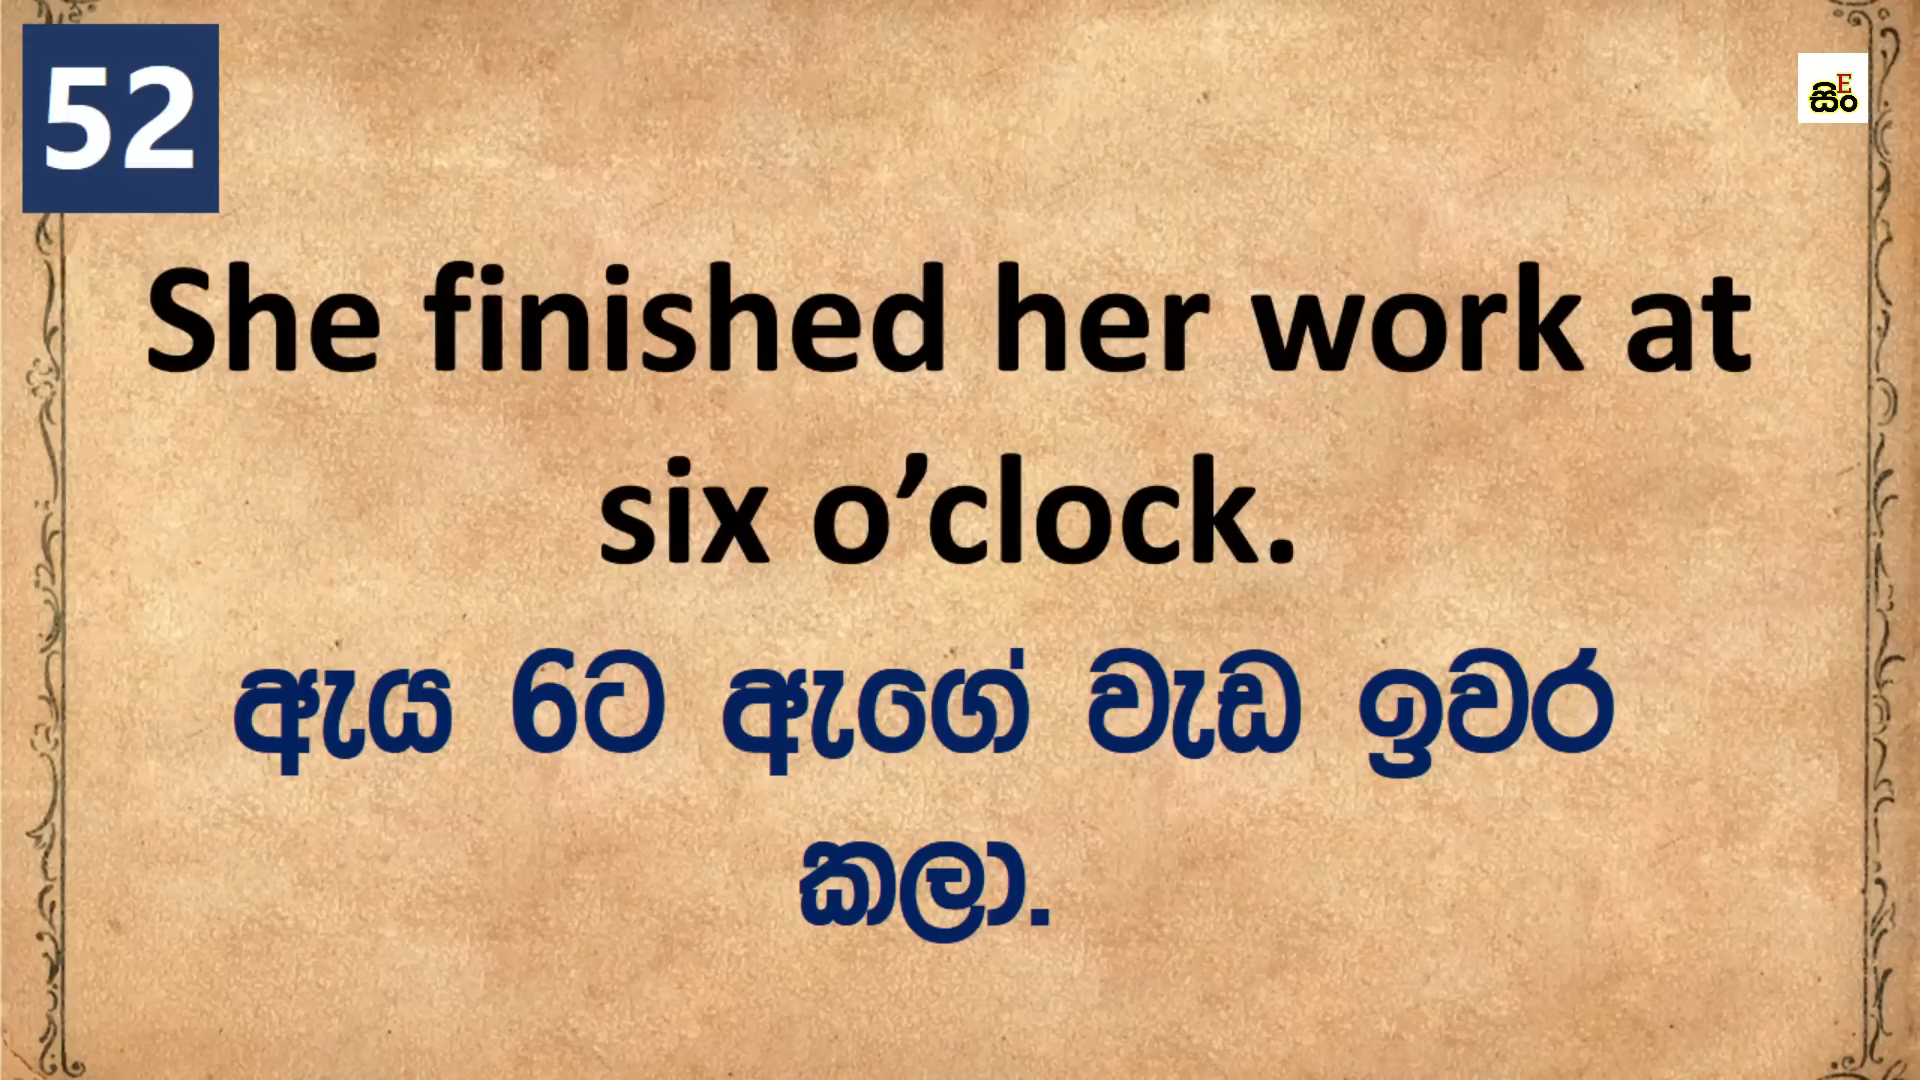 52
E
සිං
She finished her work at
six o’clock.
ඇය 6ට ඇගේ වැඩ ඉවර
කලා.